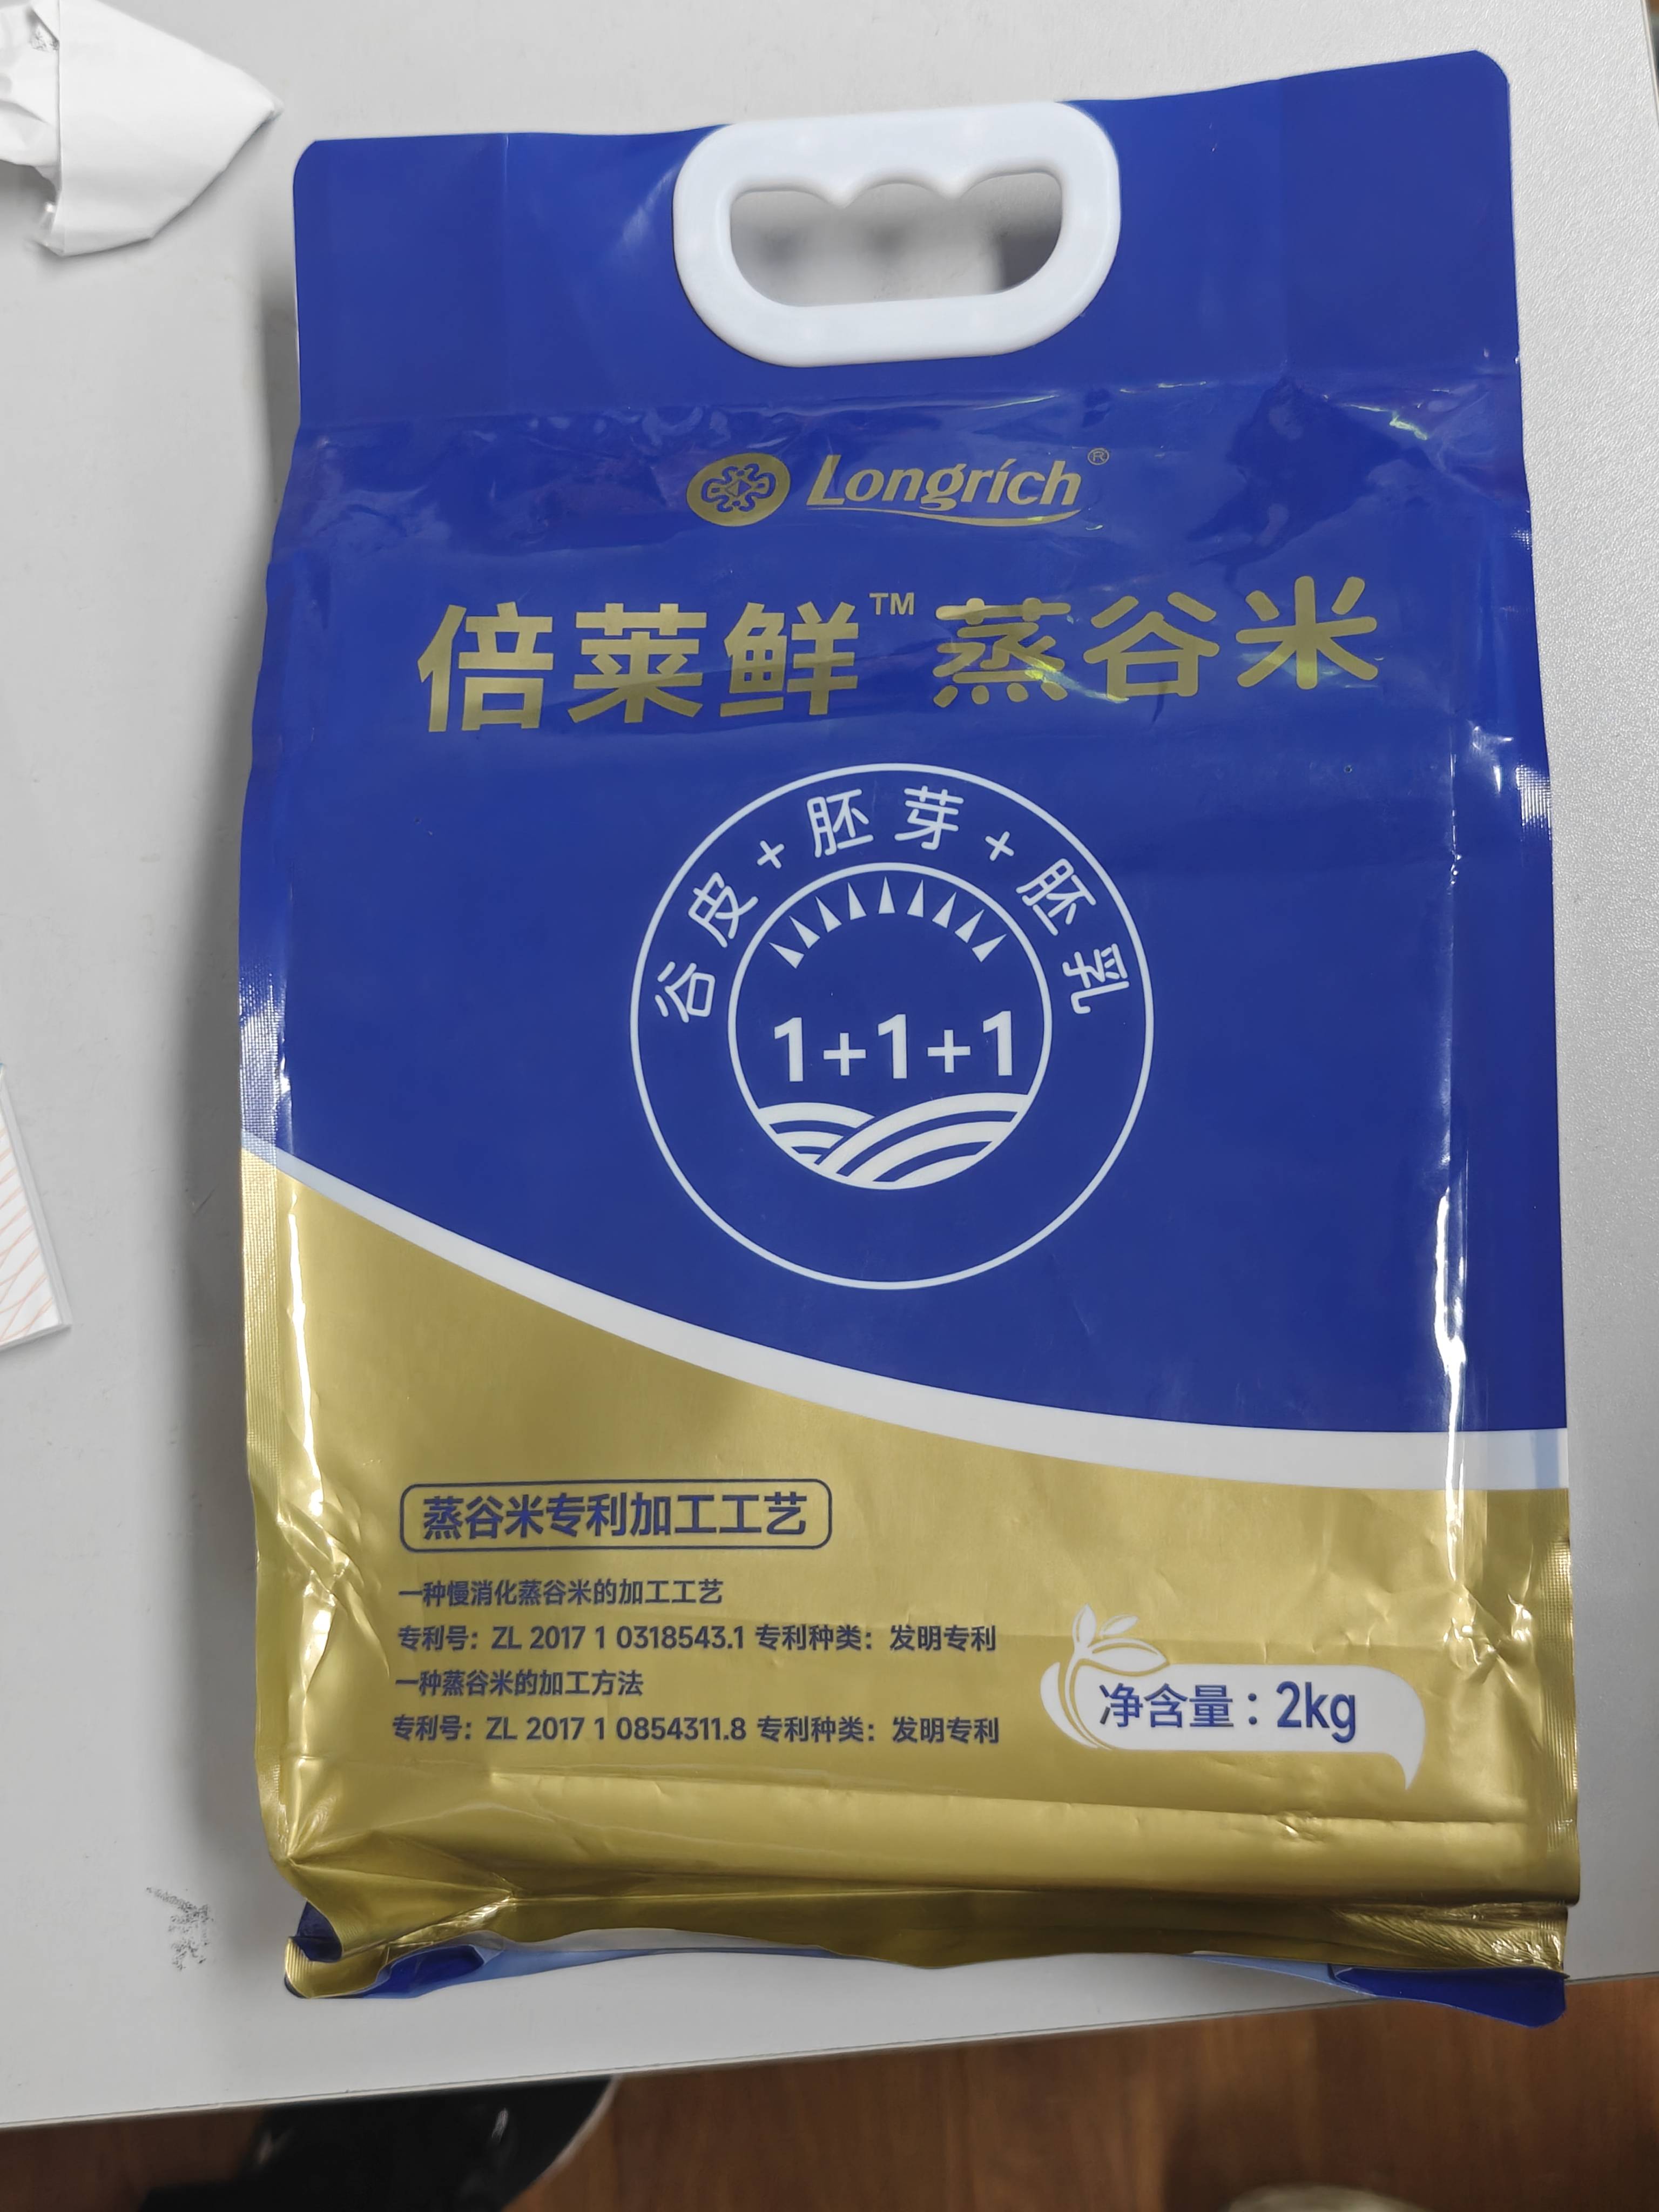 Longrich®
倍莱鲜™蒸谷米
谷皮+胚芽+胚乳
1+1+1
蒸谷米专利加工工艺
一种慢消化蒸谷米的加工工艺
专利号：ZL 2017 1 0318543.1 专利种类：发明专利
一种蒸谷米的加工方法
专利号：ZL 2017 1 0854311.8 专利种类：发明专利
净含量：2kg